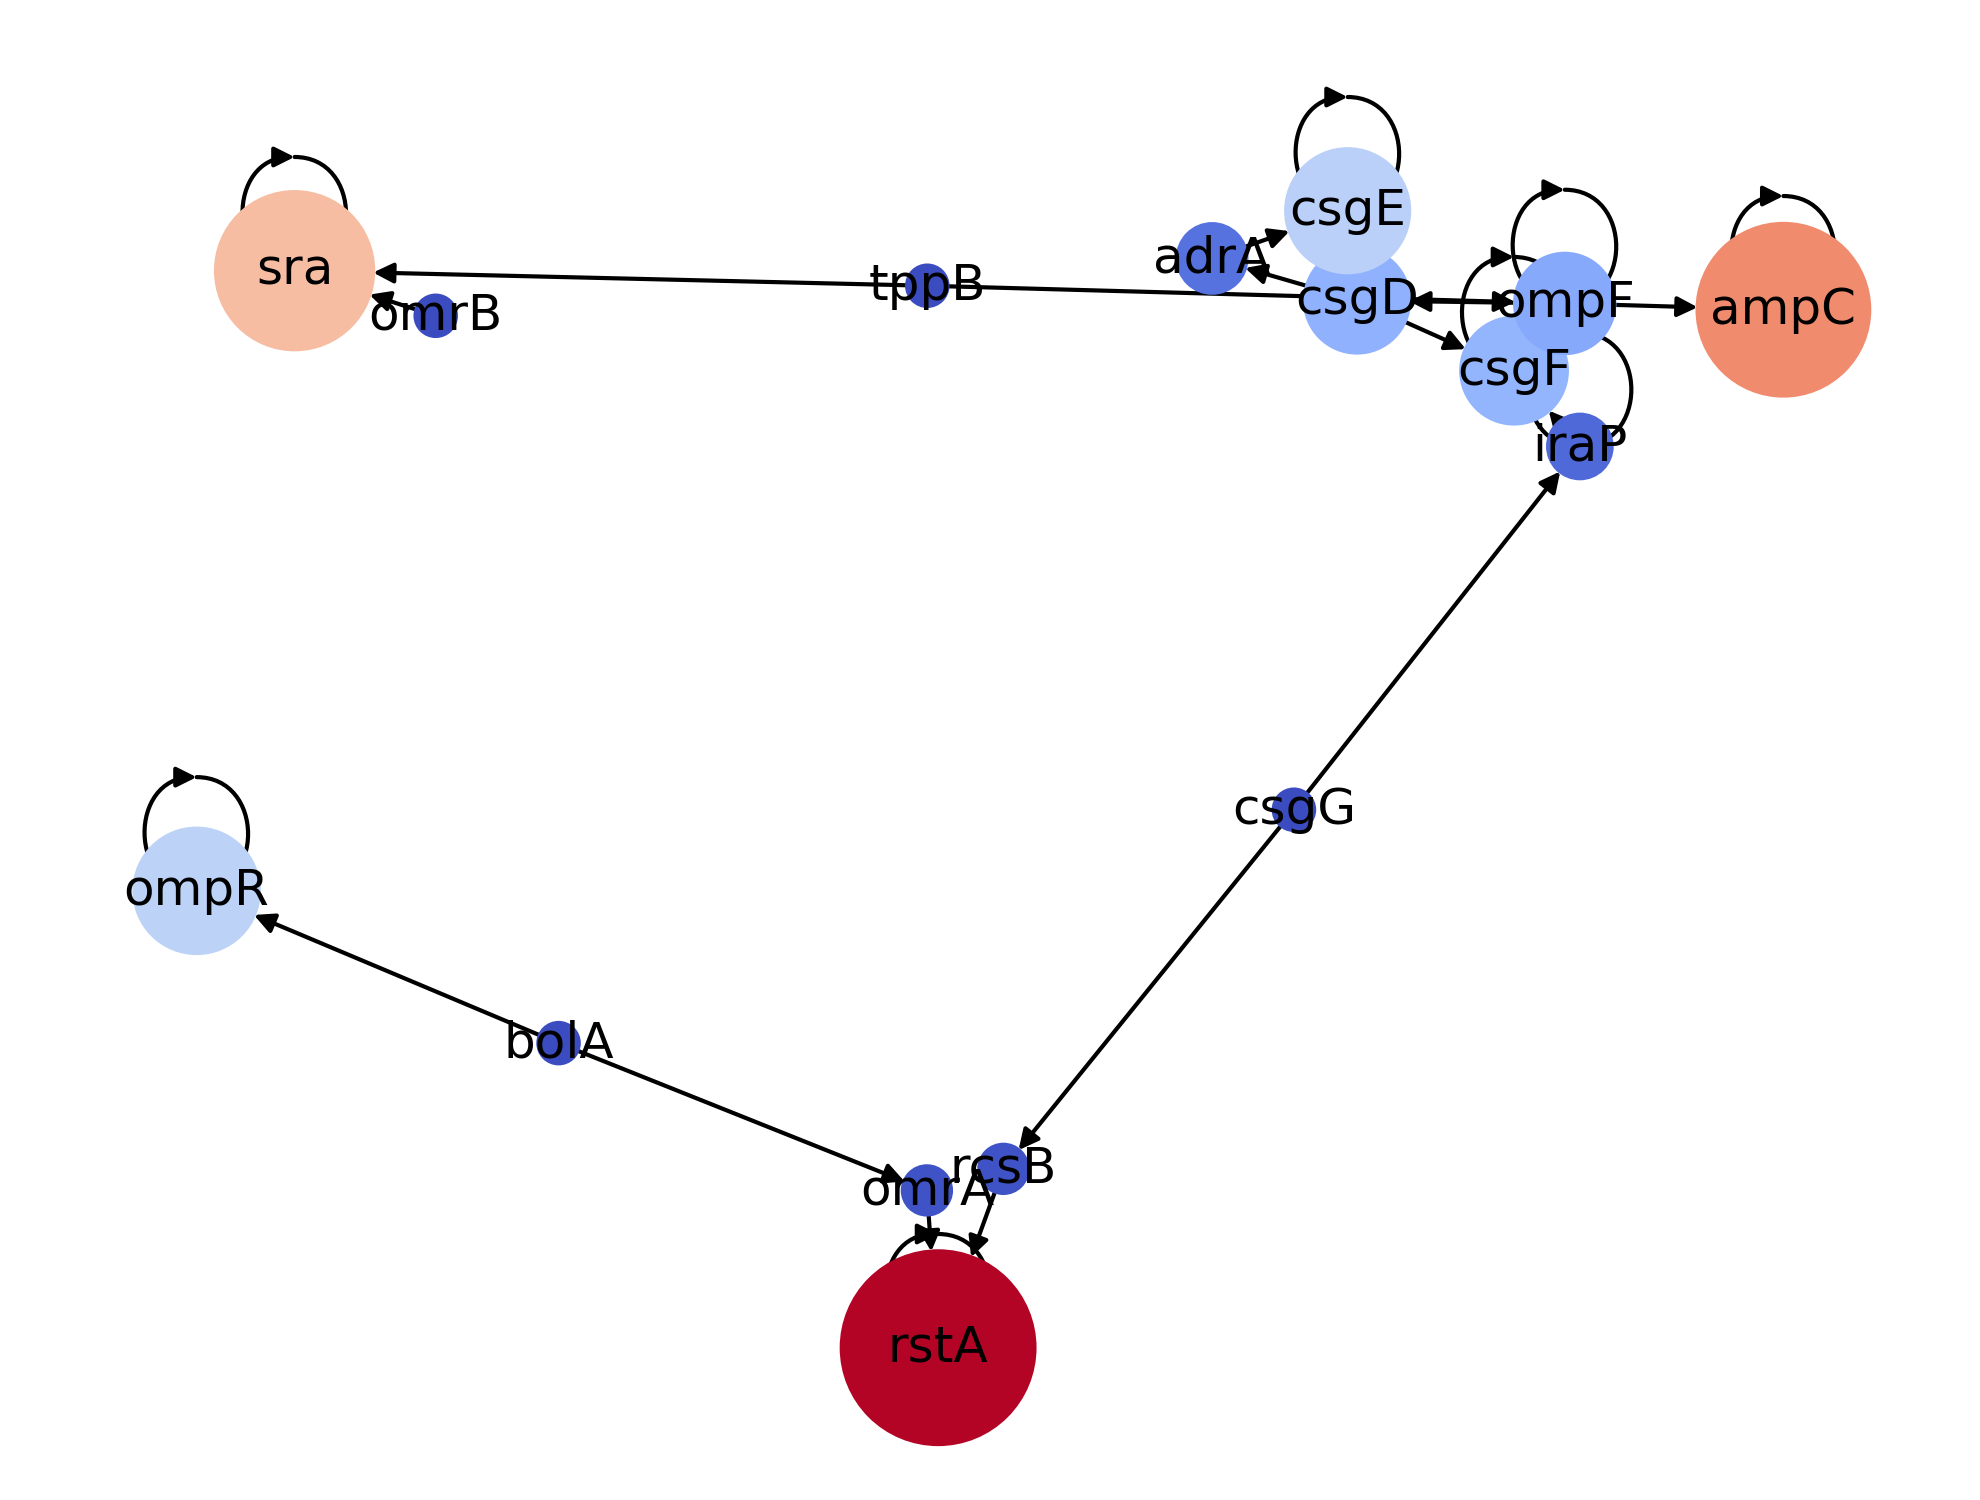 csgE
adrA
sra
tppB
csgD
ompF
ampC
omrB
csgF
iraP
csgG
ompR
bolA
rcsB
omrA
rstA